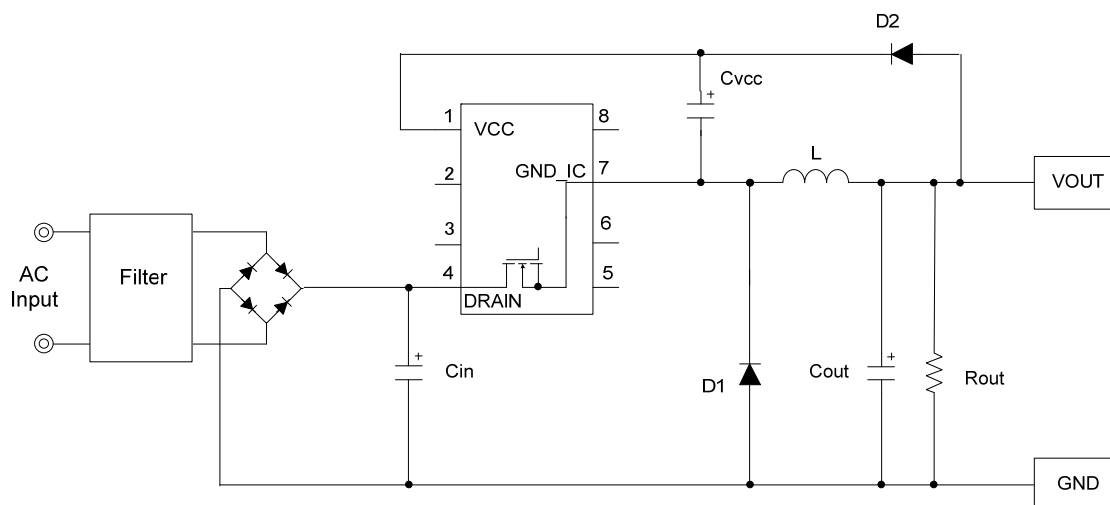 D2
Cvcc
+
1
VCC
8
GND_IC
7
L
VOUT
2
3
6
4
5
DRAIN
AC
Input
Filter
+
Cin
D1
Cout
+
Rout
GND